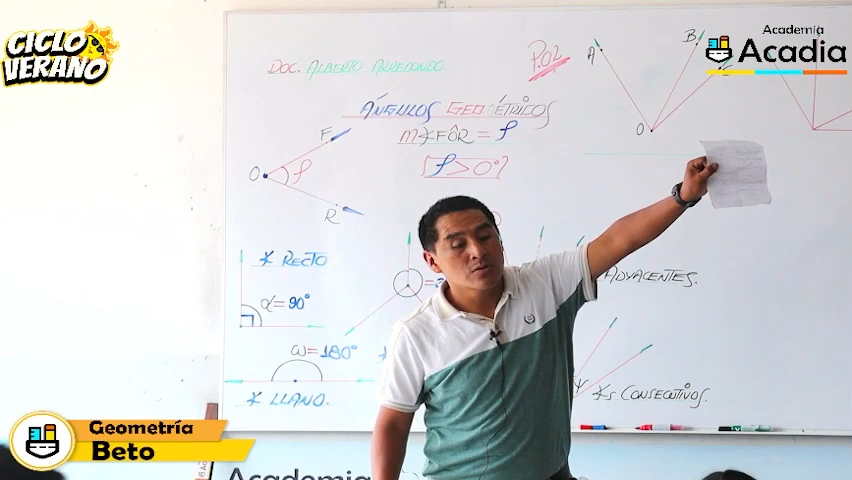 CICLO
VERANO
Academia
Acadia
DOC. ALBERTO ARREDONDO
P.02
A
B
O
ÁNGULOS GEOMÉTRICOS
m∢FÔR = ρ
ρ > 0°
F
O
ρ
R
∢ RECTO
α = 90°
ω = 180°
∢ LLANO.
ADYACENTES.
ψ
∢s CONSECUTIVOS.
Geometría
Beto
Academia